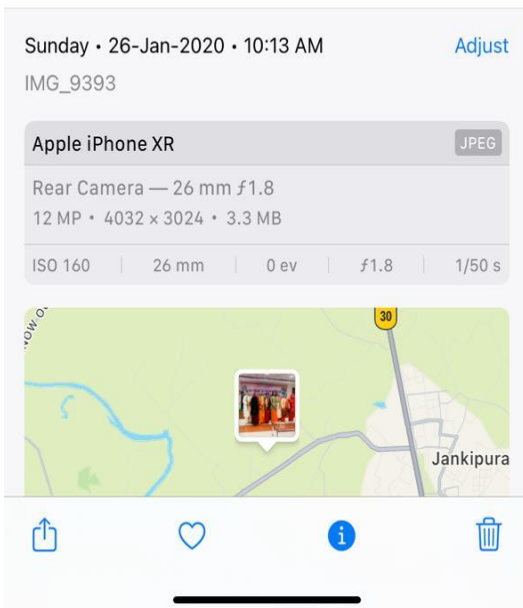 Sunday • 26-Jan-2020 • 10:13 AM
Adjust
IMG_9393
Apple iPhone XR
JPEG
Rear Camera — 26 mm ƒ1.8
12 MP • 4032 × 3024 • 3.3 MB
ISO 160 | 26 mm | 0 ev | ƒ1.8 | 1/50 s
30
Jankipura